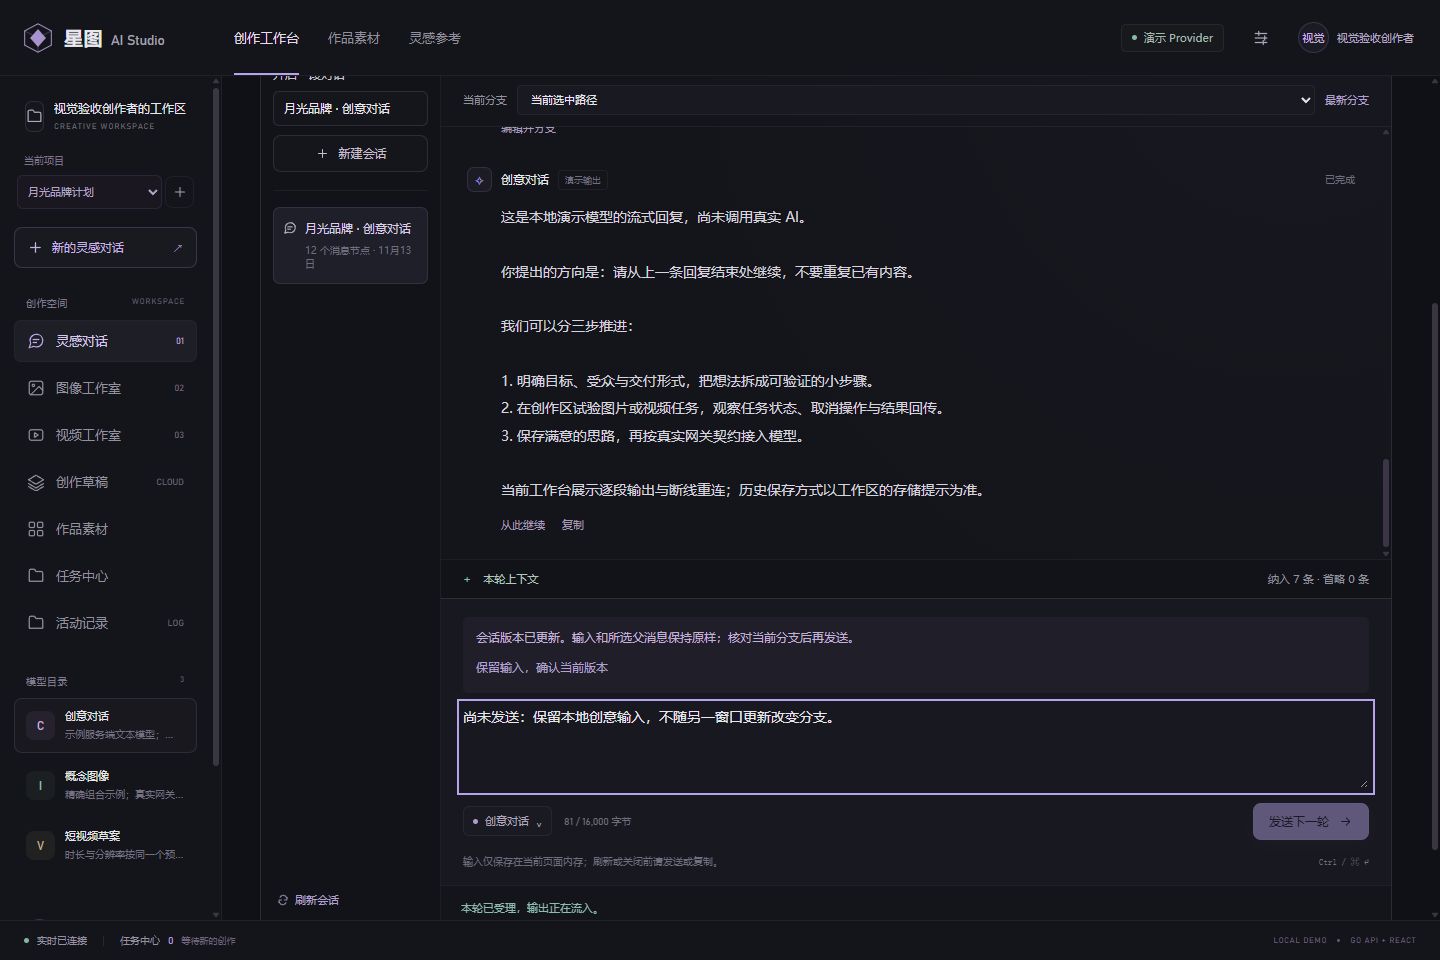 星图 AI Studio
创作工作台
作品素材
灵感参考
演示 Provider
视觉
视觉验收创作者
视觉验收创作者的工作区
CREATIVE WORKSPACE
当前项目
月光品牌计划
+
+ 新的灵感对话 ↗
创作空间 WORKSPACE
灵感对话 01
图像工作室 02
视频工作室 03
创作草稿 CLOUD
作品素材
任务中心
活动记录 LOG
模型目录 3
C 创意对话
示例服务端文本模型；...
I 概念图像
精确组合示例；真实网关...
V 短视频草案
时长与分辨率按同一个预...
月光品牌 · 创意对话
+ 新建会话
月光品牌 · 创意对话
12 个消息节点 · 11月13
日
刷新会话
当前分支 当前选中路径 最新分支
编辑并分支
创意对话 演示输出 已完成
这是本地演示模型的流式回复，尚未调用真实 AI。
你提出的方向是：请从上一条回复结束处继续，不要重复已有内容。
我们可以分三步推进：
1. 明确目标、受众与交付形式，把想法拆成可验证的小步骤。
2. 在创作区试验图片或视频任务，观察任务状态、取消操作与结果回传。
3. 保存满意的思路，再按真实网关契约接入模型。
当前工作台展示逐段输出与断线重连；历史保存方式以工作区的存储提示为准。
从此继续 复制
+ 本轮上下文 纳入 7 条 · 省略 0 条
会话版本已更新。输入和所选父消息保持原样；核对当前分支后再发送。
保留输入，确认当前版本
尚未发送：保留本地创意输入，不随另一窗口更新改变分支。
创意对话 81 / 16,000 字节 发送下一轮 →
输入仅保存在当前页面内存；刷新或关闭前请发送或复制。 Ctrl / ⌘ ↵
本轮已受理，输出正在流入。
实时已连接 任务中心 0 等待新的创作 LOCAL DEMO • GO API + REACT